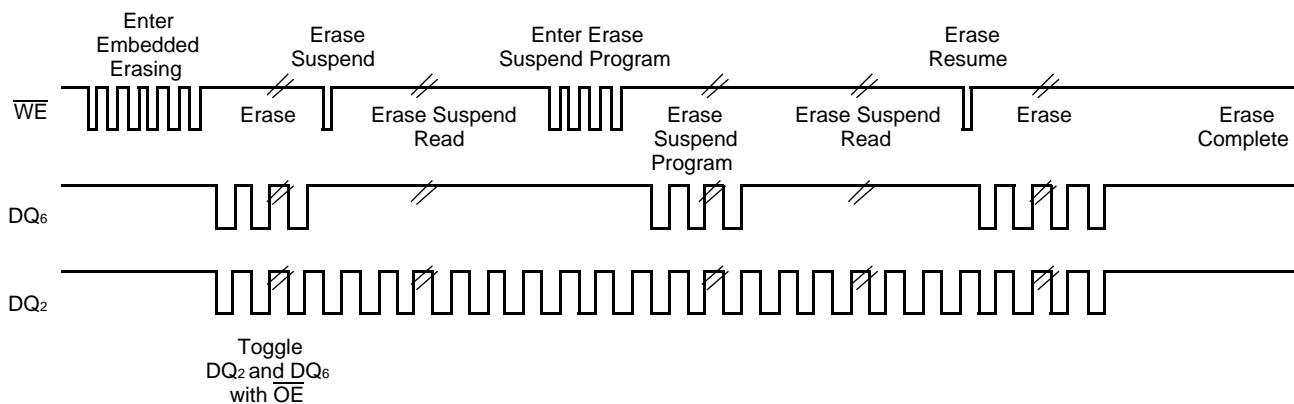 Enter
Embedded
Erasing
Erase
Suspend
Enter Erase
Suspend Program
Erase
Resume
WE
Erase
Erase Suspend
Read
Erase
Suspend
Program
Erase Suspend
Read
Erase
Erase
Complete
DQ6
DQ2
Toggle
DQ2 and DQ6
with OE